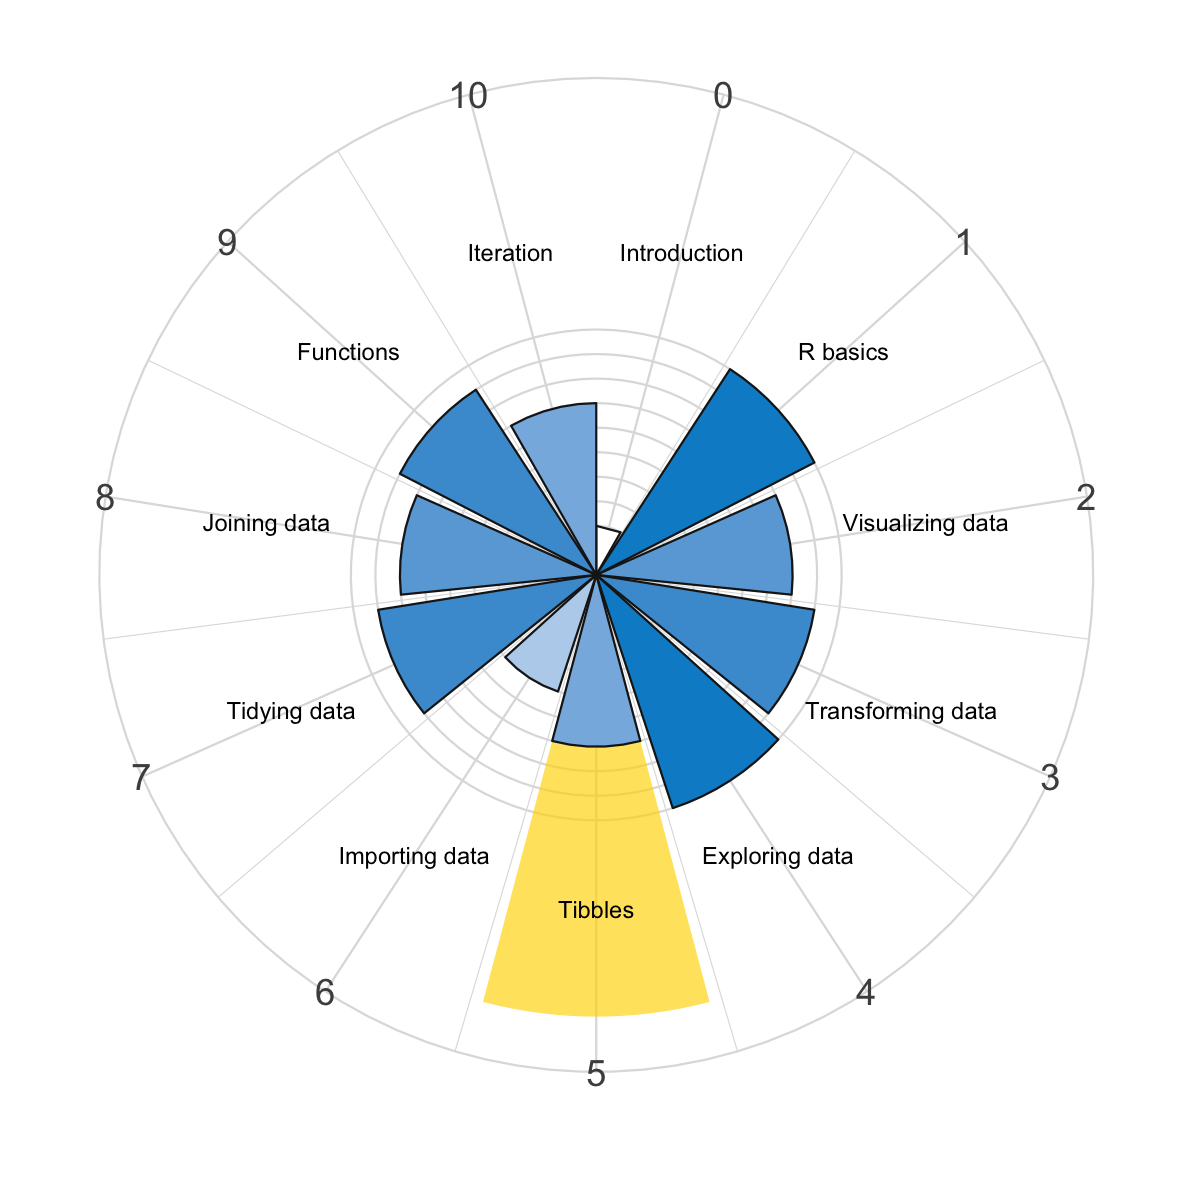 10
0
9
1
Iteration
Introduction
Functions
R basics
8
2
Joining data
Visualizing data
Tidying data
Transforming data
7
3
Importing data
Exploring data
Tibbles
6
4
5